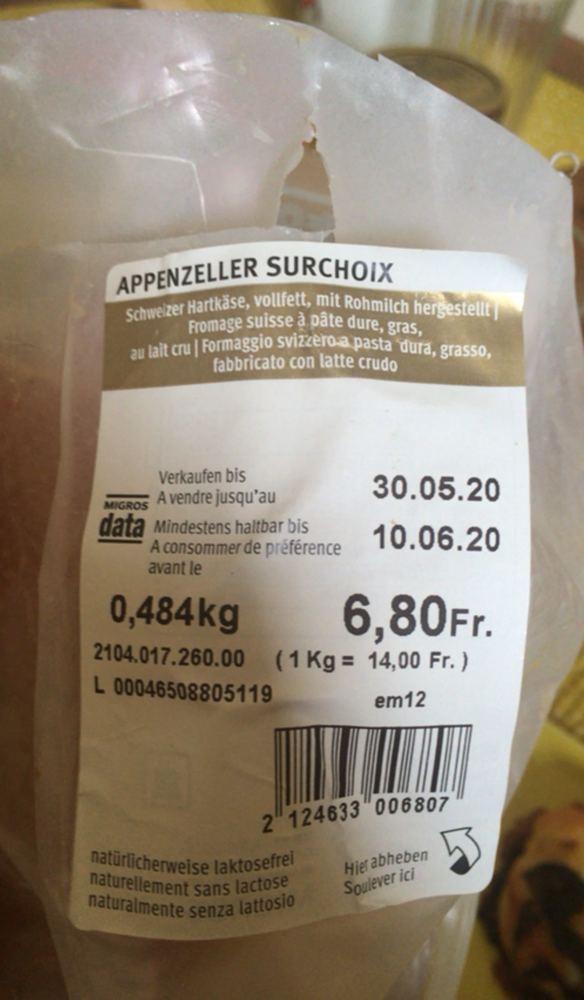 APPENZELLER SURCHOIX
Schweizer Hartkäse, vollfett, mit Rohmilch hergestellt |
Fromage suisse à pâte dure, gras,
au lait cru | Formaggio svizzero a pasta dura, grasso,
fabbricato con latte crudo
Verkaufen bis
A vendre jusqu'au
30.05.20
MIGROS
data
Mindestens haltbar bis
A consommer de préférence
avant le
10.06.20
0,484kg
6,80Fr.
2104.017.260.00 (1 Kg = 14,00 Fr. )
L 00046508805119
em12
2 124633 006807
natürlicherweise laktosefrei
naturellement sans lactose
naturalmente senza lattosio
Hier abheben
Soulever ici